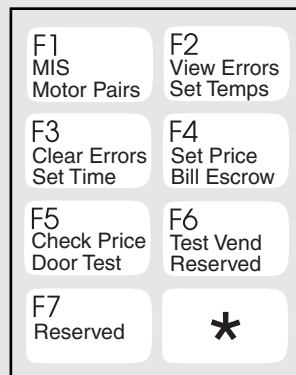 F1
MIS
Motor Pairs
F2
View Errors
Set Temps
F3
Clear Errors
Set Time
F4
Set Price
Bill Escrow
F5
Check Price
Door Test
F6
Test Vend
Reserved
F7
Reserved
*